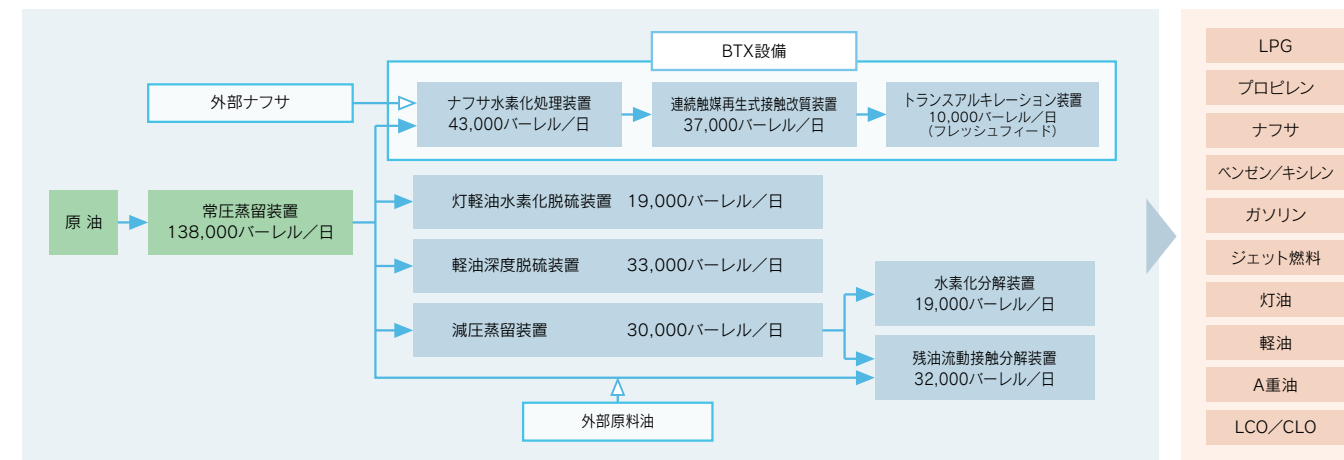 BTX設備
外部ナフサ
ナフサ水素化処理装置
43,000バーレル／日
連続触媒再生式接触改質装置
37,000バーレル／日
トランスアルキレーション装置
10,000バーレル／日
（フレッシュフィード）
原油
常圧蒸留装置
138,000バーレル／日
灯軽油水素化脱硫装置 19,000バーレル／日
軽油深度脱硫装置 33,000バーレル／日
減圧蒸留装置 30,000バーレル／日
水素化分解装置
19,000バーレル／日
残油流動接触分解装置
32,000バーレル／日
外部原料油
LPG
プロピレン
ナフサ
ベンゼン/キシレン
ガソリン
ジェット燃料
灯油
軽油
A重油
LCO／CLO